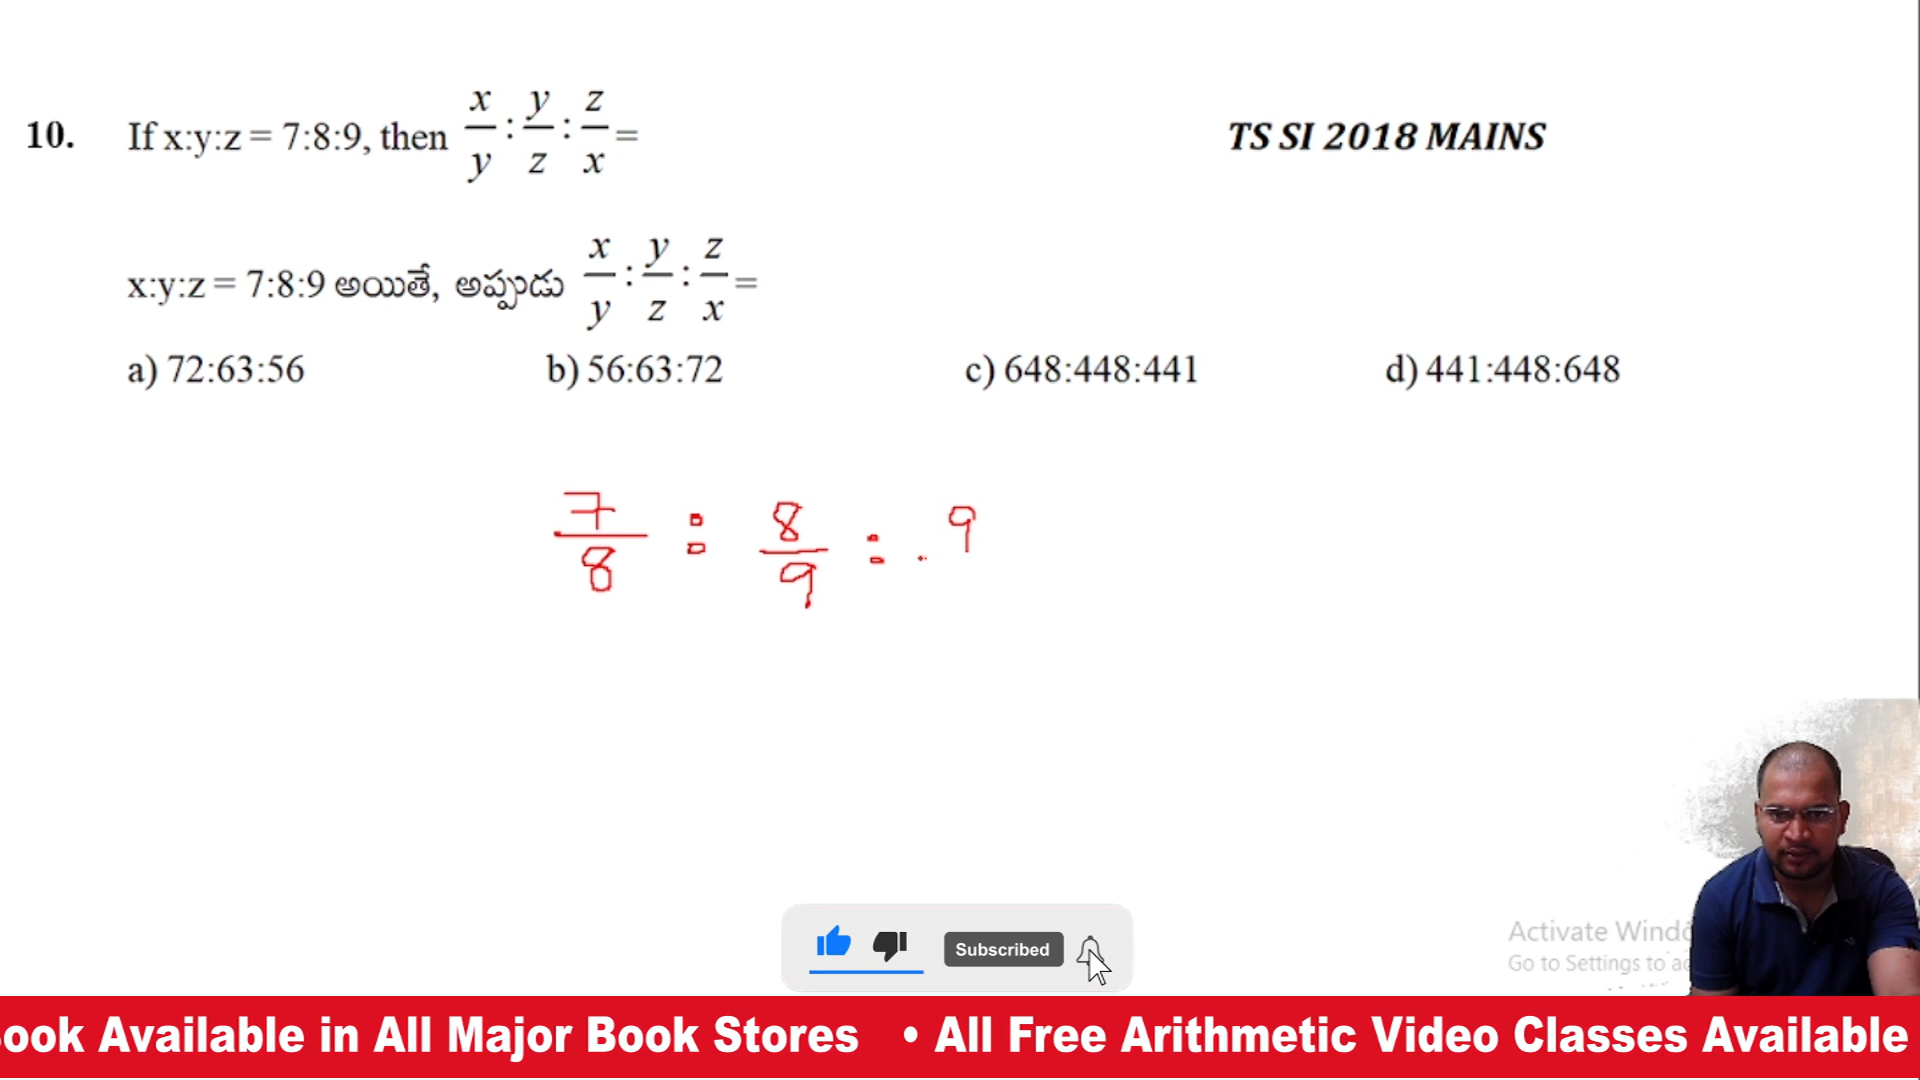 10. If x:y:z = 7:8:9, then x/y : y/z : z/x =
TS SI 2018 MAINS
x:y:z = 7:8:9 అయితే, అప్పుడు x/y : y/z : z/x =
a) 72:63:56 b) 56:63:72 c) 648:448:441 d) 441:448:648
7/8 : 8/9 : 9
Subscribed
Activate Wind
Go to Settings to a
ook Available in All Major Book Stores • All Free Arithmetic Video Classes Available